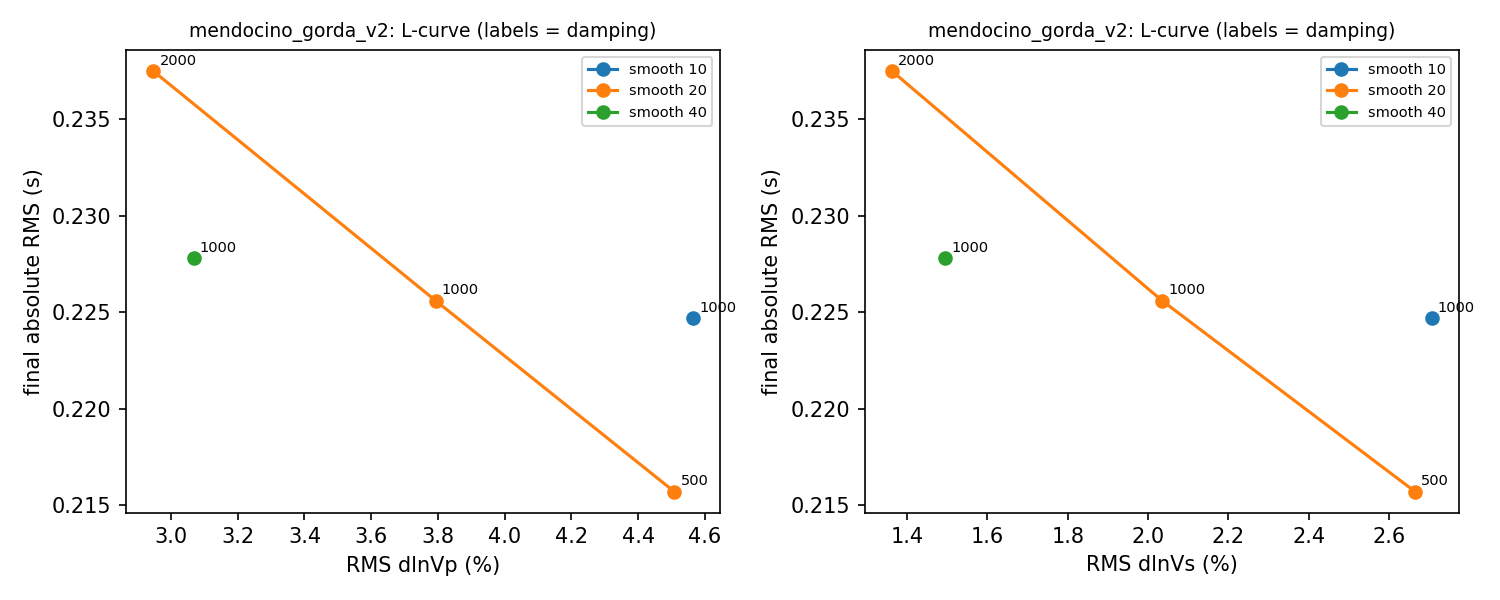 mendocino_gorda_v2: L-curve (labels = damping)
smooth 10
smooth 20
smooth 40
2000
1000
1000
1000
500
0.235
0.230
0.225
0.220
0.215
final absolute RMS (s)
3.0 3.2 3.4 3.6 3.8 4.0 4.2 4.4 4.6
RMS dlnVp (%)
mendocino_gorda_v2: L-curve (labels = damping)
smooth 10
smooth 20
smooth 40
2000
1000
1000
1000
500
0.235
0.230
0.225
0.220
0.215
final absolute RMS (s)
1.4 1.6 1.8 2.0 2.2 2.4 2.6
RMS dlnVs (%)